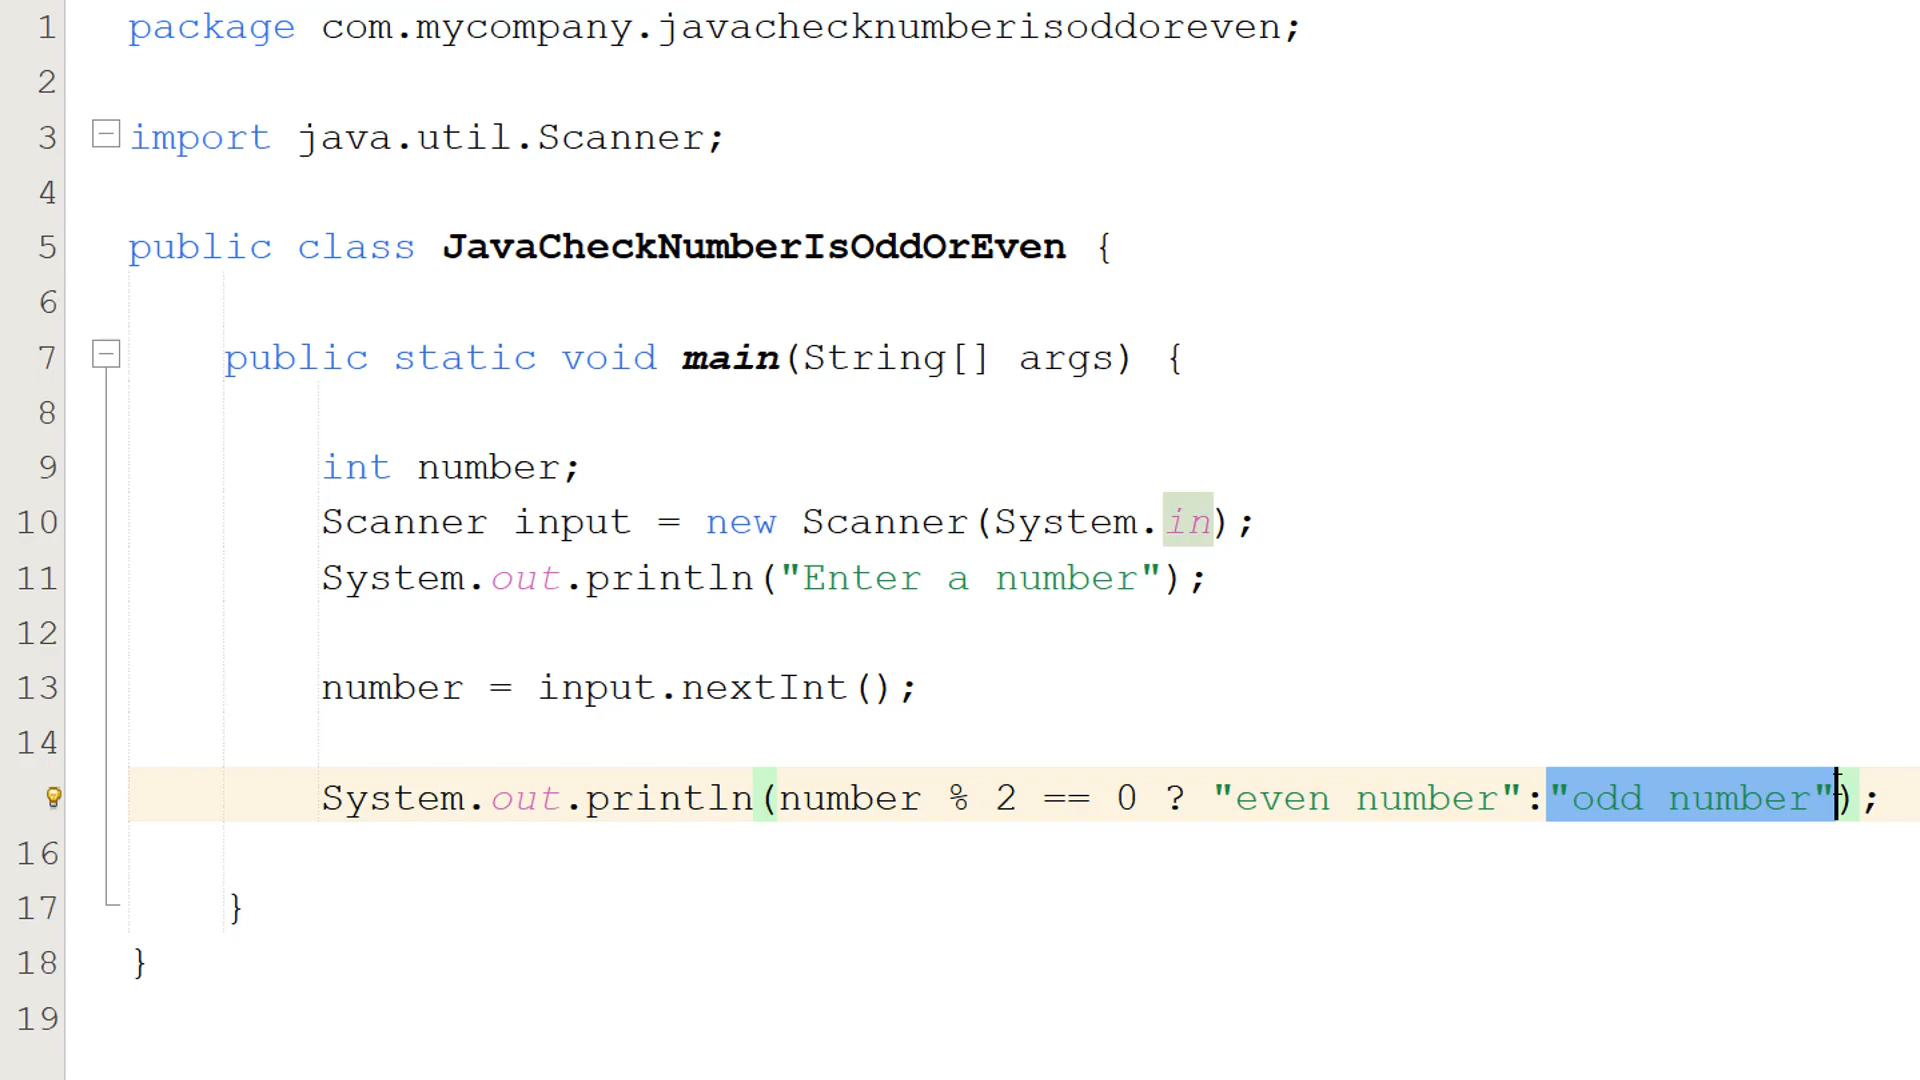 1 package com.mycompany.javachecknumberisoddoreven;
2
3 import java.util.Scanner;
4
5 public class JavaCheckNumberIsOddOrEven {
6
7 public static void main(String[] args) {
8
9 int number;
10 Scanner input = new Scanner(System.in);
11 System.out.println("Enter a number");
12
13 number = input.nextInt();
14
System.out.println(number % 2 == 0 ? "even number":"odd number");
16
17 }
18 }
19